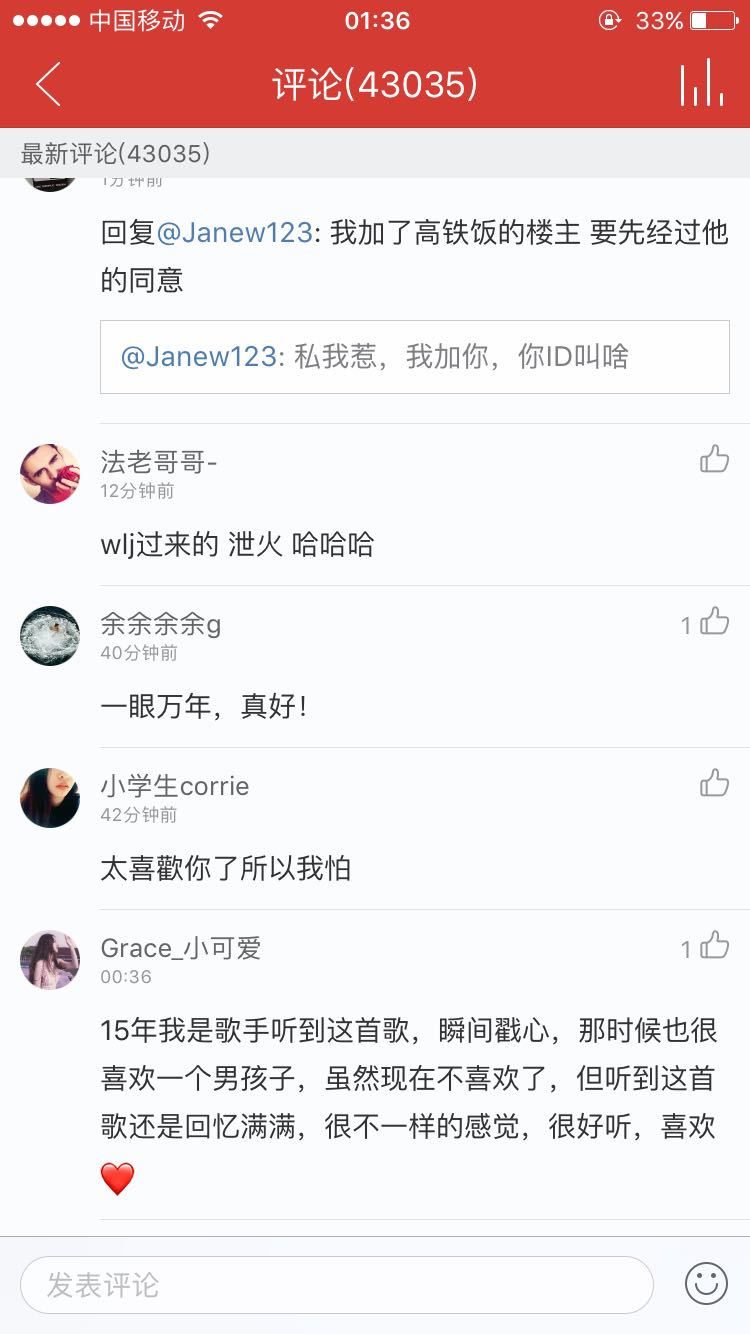 中国移动
01:36
33%
评论(43035)
最新评论(43035)
1分钟前
回复@Janew123: 我加了高铁饭的楼主 要先经过他
的同意
@Janew123: 私我惹，我加你，你ID叫啥
法老哥哥-
12分钟前
wlj过来的 泄火 哈哈哈
余余余余g
1
40分钟前
一眼万年，真好！
小学生corrie
42分钟前
太喜歡你了所以我怕
Grace_小可爱
1
00:36
15年我是歌手听到这首歌，瞬间戳心，那时候也很
喜欢一个男孩子，虽然现在不喜欢了，但听到这首
歌还是回忆满满，很不一样的感觉，很好听，喜欢
❤️
发表评论